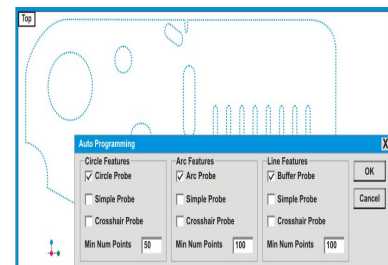 Top
Auto Programming X
Circle Features Arc Features Line Features
Circle Probe Arc Probe Buffer Probe OK
Simple Probe Simple Probe Simple Probe Cancel
Crosshair Probe Crosshair Probe Crosshair Probe
Min Num Points 50 Min Num Points 100 Min Num Points 100